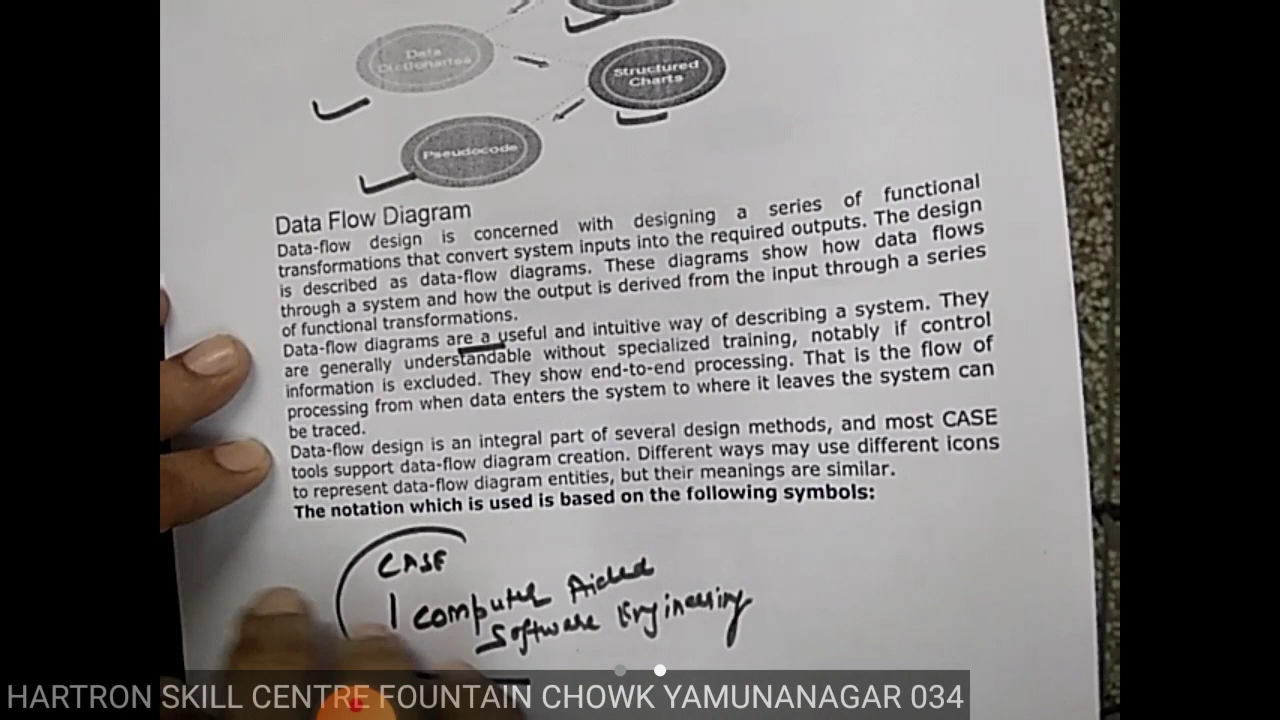 Data
Dictionaries
Structured
Charts
Pseudocode
Data Flow Diagram
Data-flow design is concerned with designing a series of functional
transformations that convert system inputs into the required outputs. The design
is described as data-flow diagrams. These diagrams show how data flows
through a system and how the output is derived from the input through a series
of functional transformations.
Data-flow diagrams are a useful and intuitive way of describing a system. They
are generally understandable without specialized training, notably if control
information is excluded. They show end-to-end processing. That is the flow of
processing from when data enters the system to where it leaves the system can
be traced.
Data-flow design is an integral part of several design methods, and most CASE
tools support data-flow diagram creation. Different ways may use different icons
to represent data-flow diagram entities, but their meanings are similar.
The notation which is used is based on the following symbols:
CASE
Computer Aided
Software Engineering
HARTRON SKILL CENTRE FOUNTAIN CHOWK YAMUNANAGAR 034